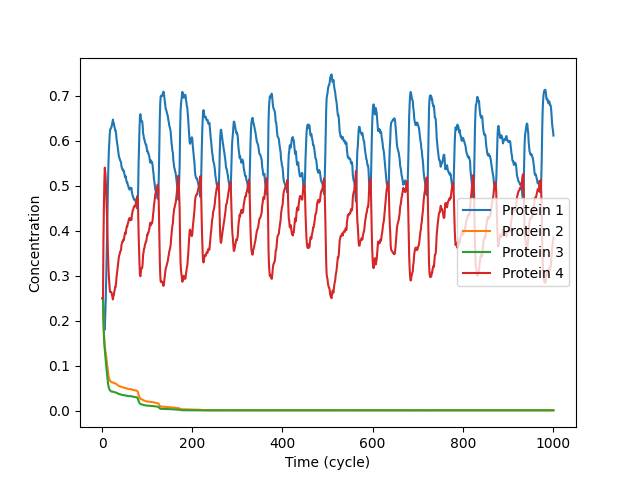 0.7
0.6
0.5
0.4
0.3
0.2
0.1
0.0
Concentration
0
200
400
600
800
1000
Time (cycle)
Protein 1
Protein 2
Protein 3
Protein 4